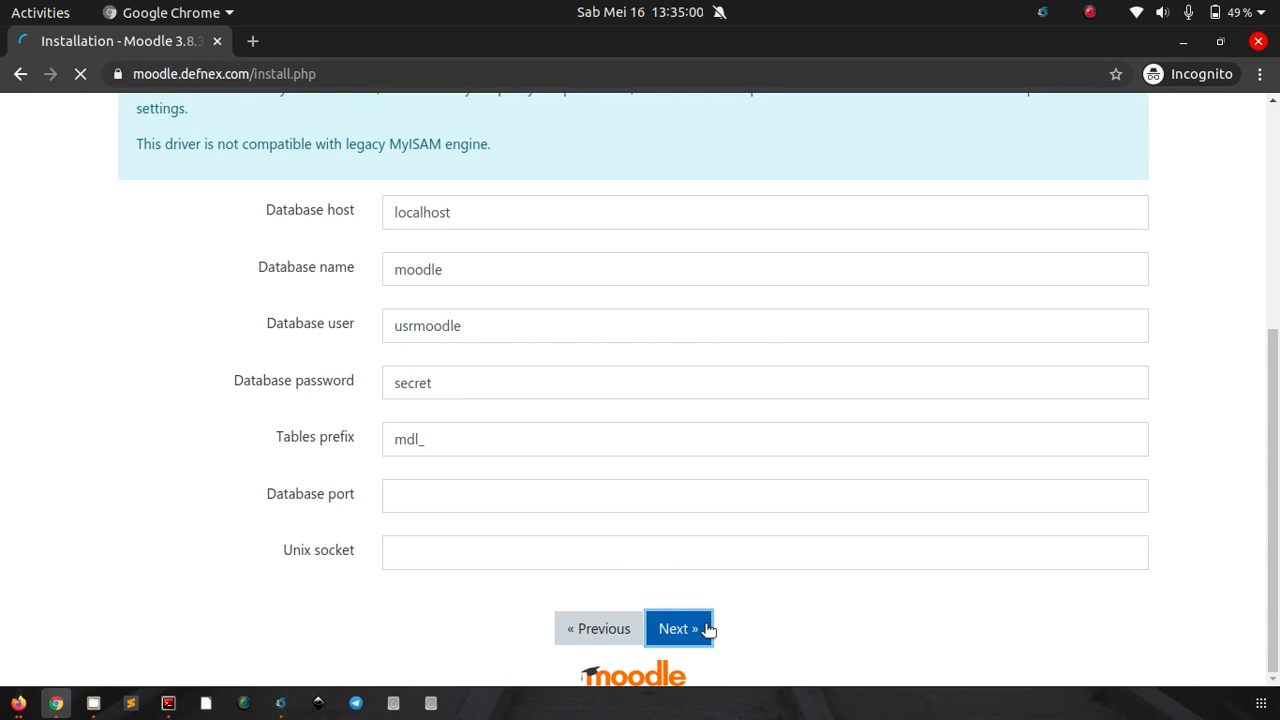 Activities
Google Chrome
Sab Mei 16 13:35:00
49 %
Installation - Moodle 3.8.3
moodle.defnex.com/install.php
Incognito
settings.
This driver is not compatible with legacy MyISAM engine.
Database host
localhost
Database name
moodle
Database user
usrmoodle
Database password
secret
Tables prefix
mdl_
Database port
Unix socket
« Previous
Next »
moodle